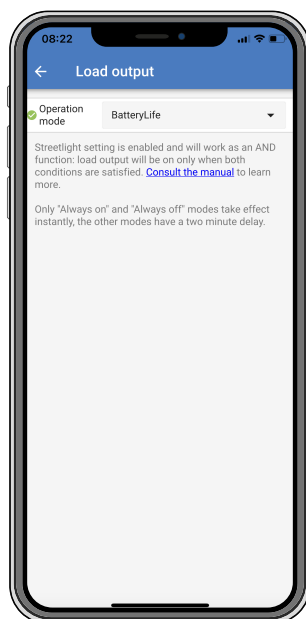 08:22
Load output
Operation
mode
BatteryLife
Streetlight setting is enabled and will work as an AND
function: load output will be on only when both
conditions are satisfied. Consult the manual to learn
more.
Only "Always on" and "Always off" modes take effect
instantly, the other modes have a two minute delay.